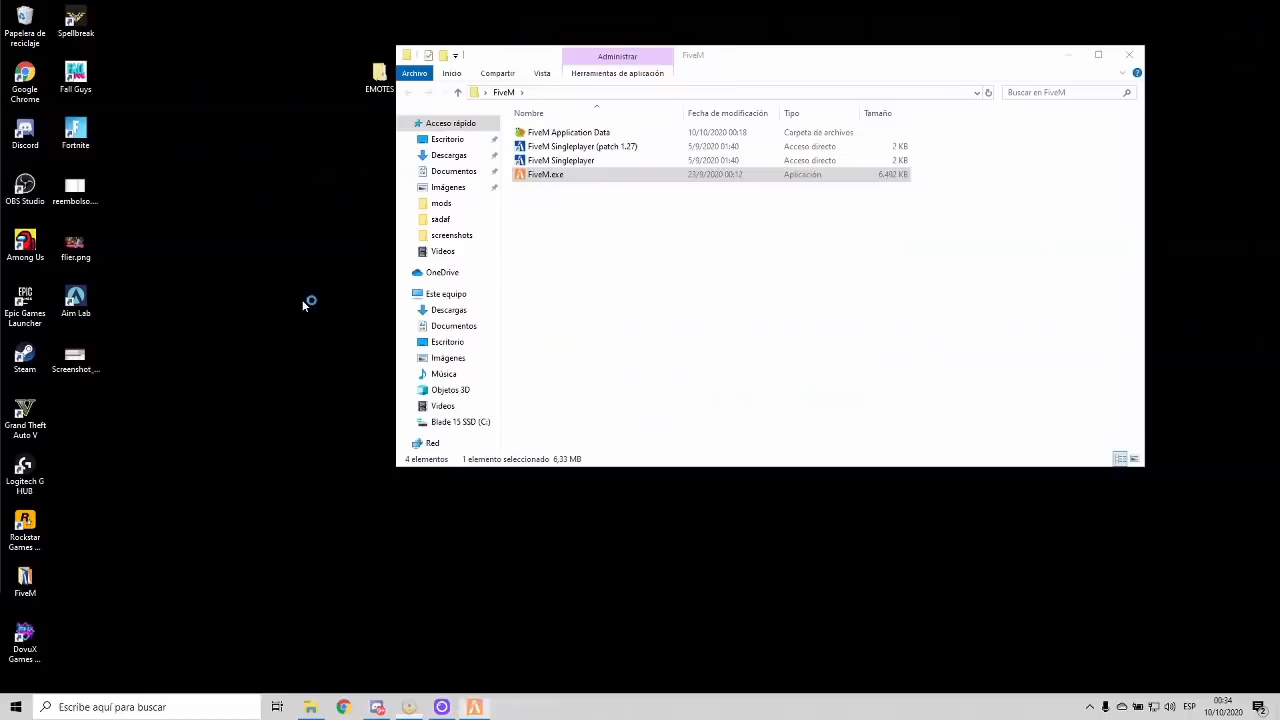 Papelera de
reciclaje
Spellbreak
Google
Chrome
Fall Guys
Discord
Fortnite
OBS Studio
reembolso....
Among Us
flier.png
EPIC
Epic Games
Launcher
Aim Lab
Steam
Screenshot_...
Grand Theft
Auto V
Logitech G
HUB
Rockstar
Games ...
FiveM
DovuX
Games ...
EMOTES
Administrar
FiveM
Archivo
Inicio
Compartir
Vista
Herramientas de aplicación
FiveM
Buscar en FiveM
Nombre
Fecha de modificación
Tipo
Tamaño
FiveM Application Data 10/10/2020 00:18 Carpeta de archivos
FiveM Singleplayer (patch 1.27) 5/9/2020 01:40 Acceso directo 2 KB
FiveM Singleplayer 5/9/2020 01:40 Acceso directo 2 KB
FiveM.exe 23/9/2020 00:12 Aplicación 6.492 KB
Acceso rápido
Escritorio
Descargas
Documentos
Imágenes
mods
sadaf
screenshots
Videos
OneDrive
Este equipo
Descargas
Documentos
Escritorio
Imágenes
Música
Objetos 3D
Videos
Blade 15 SSD (C:)
Red
4 elementos 1 elemento seleccionado 6,33 MB
Escribe aquí para buscar
ESP
00:34
10/10/2020